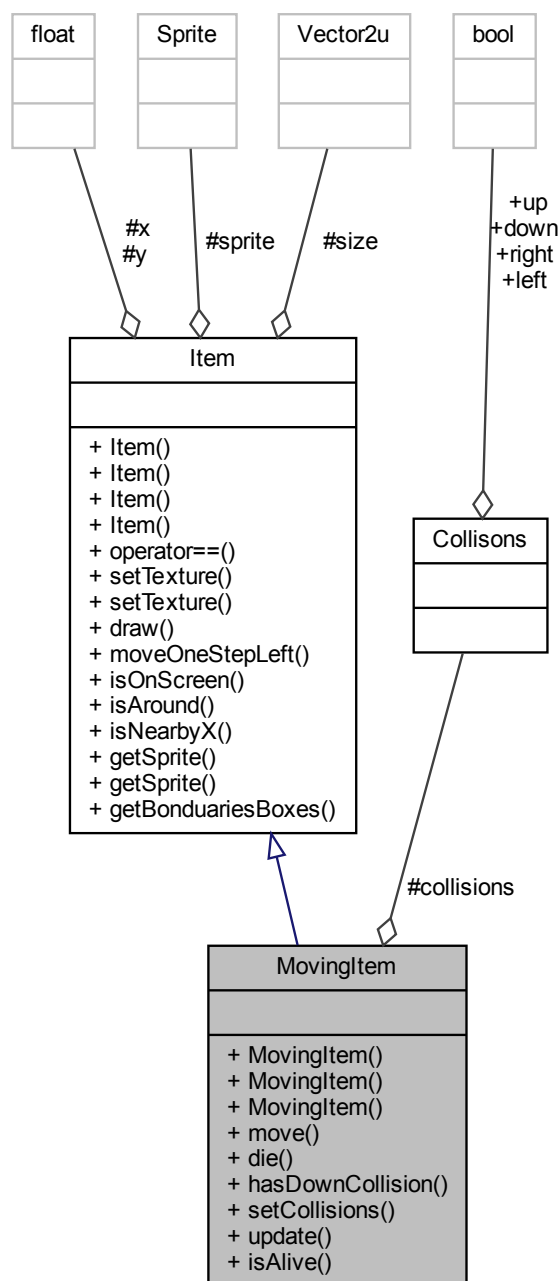 float
Sprite
Vector2u
bool
#x
#y
#sprite
#size
+up
+down
+right
+left
Item
+ Item()
+ Item()
+ Item()
+ Item()
+ operator==()
+ setTexture()
+ setTexture()
+ draw()
+ moveOneStepLeft()
+ isOnScreen()
+ isAround()
+ isNearbyX()
+ getSprite()
+ getSprite()
+ getBonduariesBoxes()
Collisons
#collisions
MovingItem
+ MovingItem()
+ MovingItem()
+ MovingItem()
+ move()
+ die()
+ hasDownCollision()
+ setCollisions()
+ update()
+ isAlive()